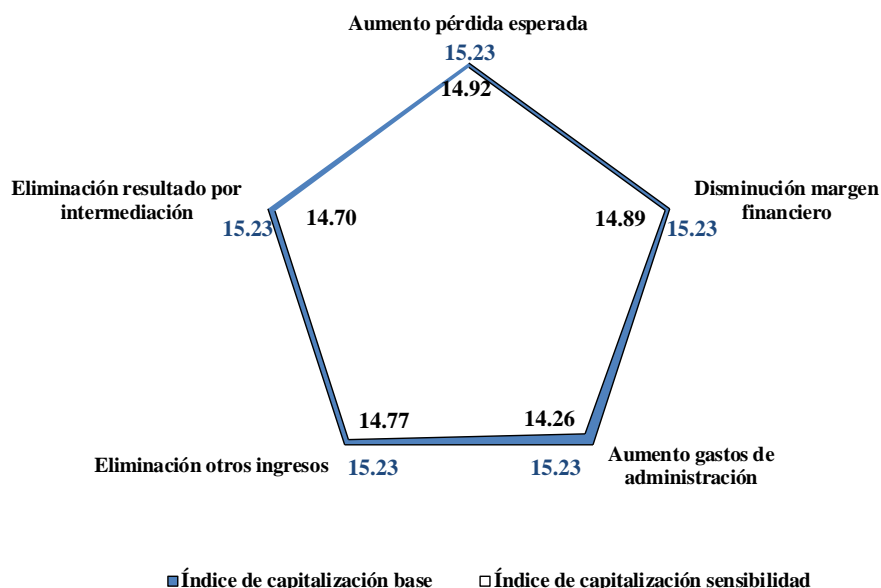 Aumento pérdida esperada
15.23
14.92
Eliminación resultado por
intermediación
15.23
14.70
Disminución margen
financiero
14.89
15.23
14.77
14.26
Eliminación otros ingresos
15.23
15.23
Aumento gastos de
administración
Índice de capitalización base
Índice de capitalización sensibilidad